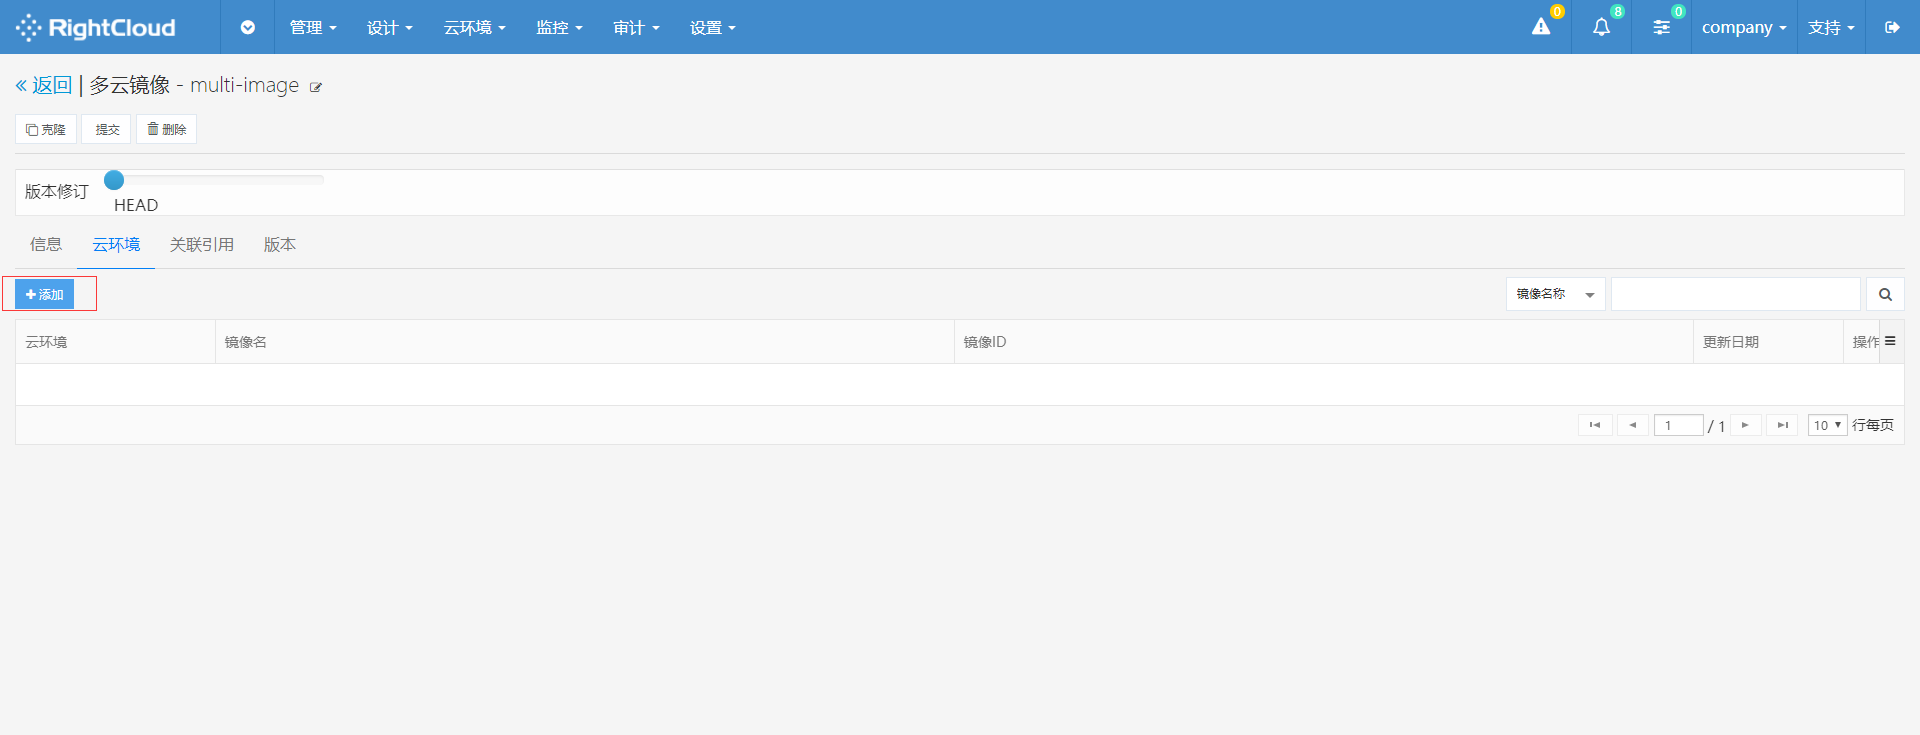 RightCloud 管理 设计 云环境 监控 审计 设置 0 8 0 company 支持
返回 | 多云镜像 - multi-image
克隆 提交 删除
版本修订
HEAD
信息 云环境 关联引用 版本
添加 镜像名称
云环境 镜像名 镜像ID 更新日期 操作
1 / 1 10 行每页